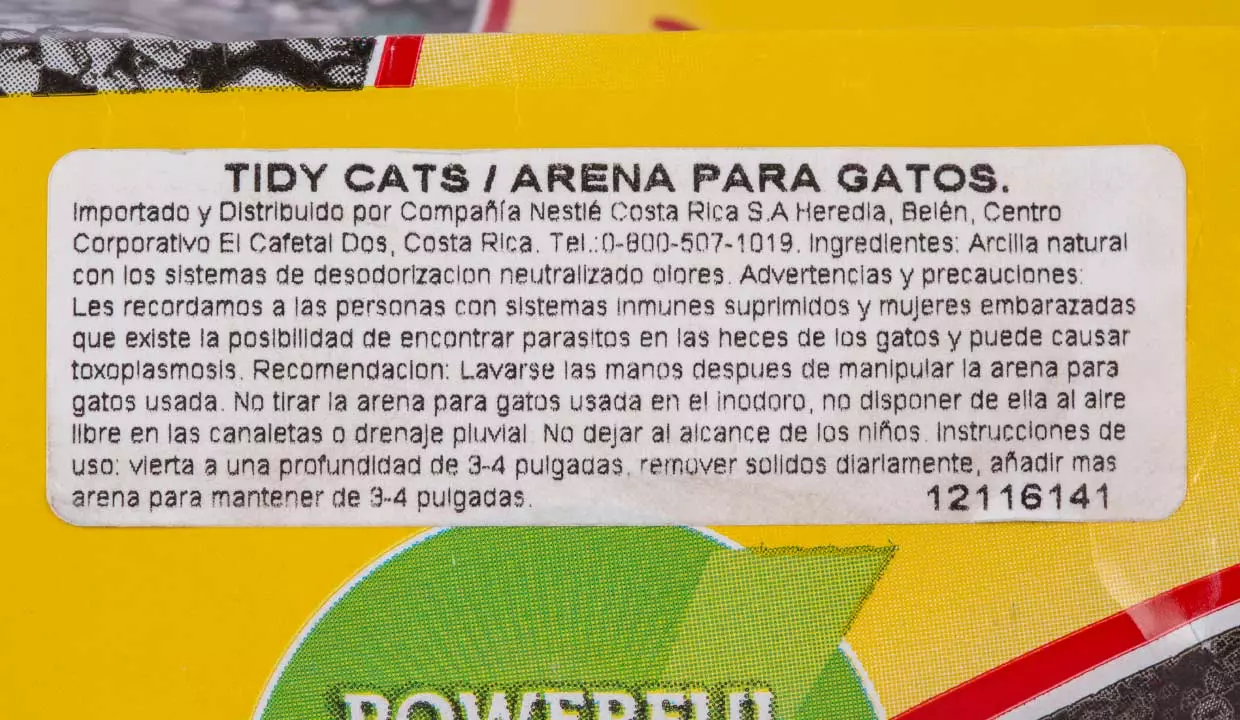 TIDY CATS / ARENA PARA GATOS.
Importado y Distribuido por Compañía Nestlé Costa Rica S.A Heredia, Belén, Centro
Corporativo El Cafetal Dos, Costa Rica. Tel.:0-800-507-1019. Ingredientes: Arcilla natural
con los sistemas de desodorizacion neutralizado olores. Advertencias y precauciones:
Les recordamos a las personas con sistemas inmunes suprimidos y mujeres embarazadas
que existe la posibilidad de encontrar parasitos en las heces de los gatos y puede causar
toxoplasmosis. Recomendacion: Lavarse las manos despues de manipular la arena para
gatos usada. No tirar la arena para gatos usada en el inodoro, no disponer de ella al aire
libre en las canaletas o drenaje pluvial. No dejar al alcance de los niños. Instrucciones de
uso: vierta a una profundidad de 3-4 pulgadas, remover solidos diariamente, añadir mas
arena para mantener de 3-4 pulgadas.
12116141
POWERFUL